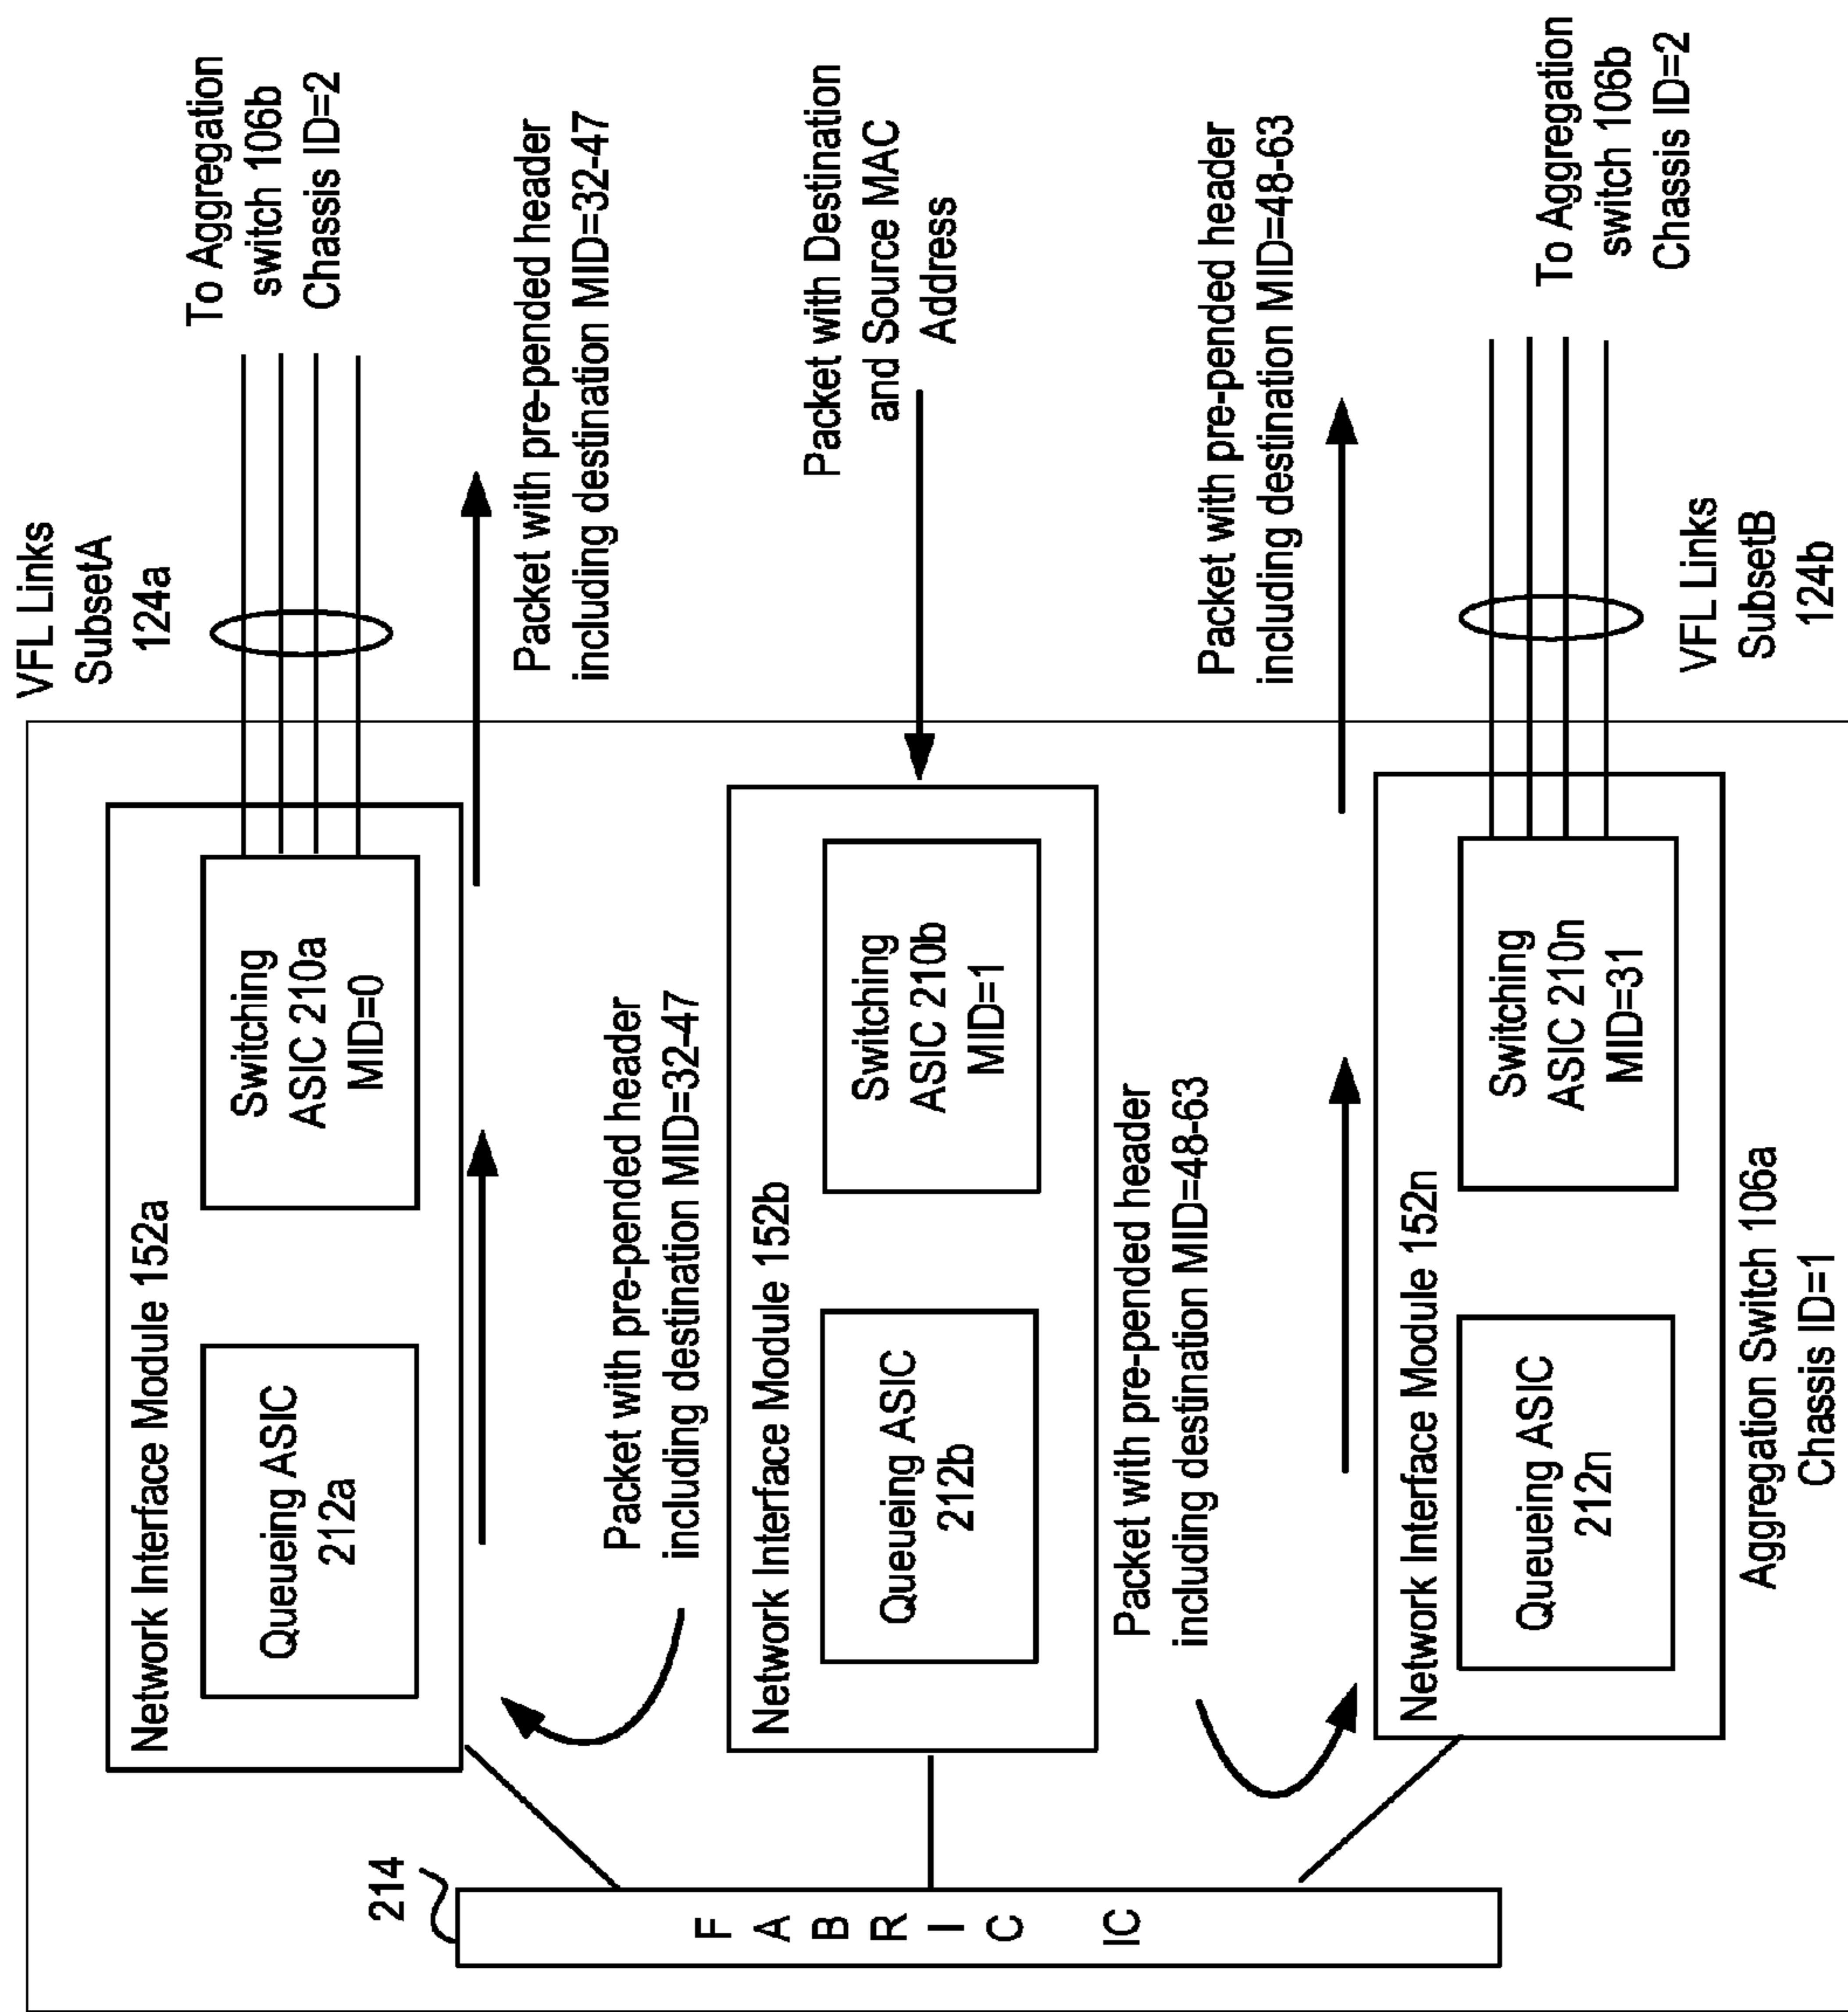 VFL Links
SubsetA
124a
To Aggregation
switch 106b
Chassis ID=2
Network Interface Module 152a
Queueing ASIC
212a
Switching
ASIC 210a
MID=0
Packet with pre-pended header
including destination MID=32-47
Packet with pre-pended header
including destination MID=32-47
214
F A B R I C IC
Network Interface Module 152b
Queueing ASIC
212b
Switching
ASIC 210b
MID=1
Packet with Destination
and Source MAC
Address
Packet with pre-pended header
including destination MID=48-63
Packet with pre-pended header
including destination MID=48-63
Network Interface Module 152n
Queueing ASIC
212n
Switching
ASIC 210n
MID=31
To Aggregation
switch 106b
Chassis ID=2
VFL Links
SubsetB
124b
Aggregation Switch 106a
Chassis ID=1